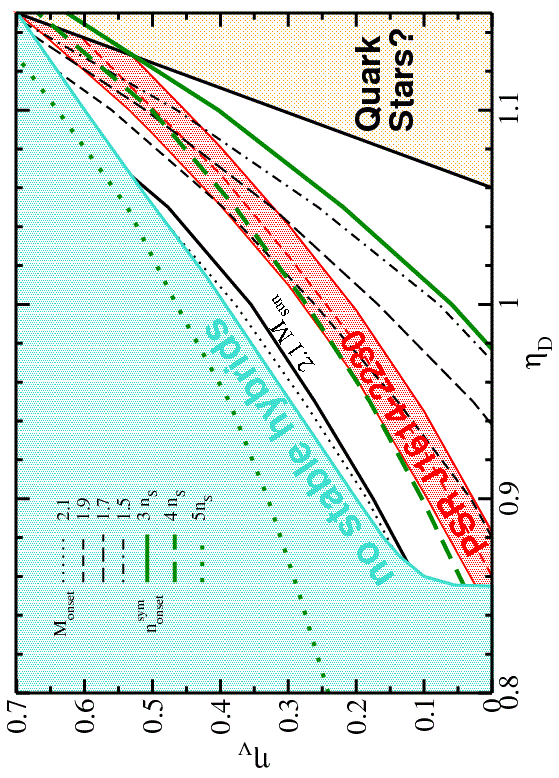 η_V
0.7
0.6
0.5
0.4
0.3
0.2
0.1
0
M_onset
2.1
1.9
1.7
1.5
n_onset^sym
3 n_S
4 n_S
5n_S
no stable hybrids
2.1 M_sun
PSR J1614-2230
Quark
Stars?
0.8
0.9
1
1.1
η_D